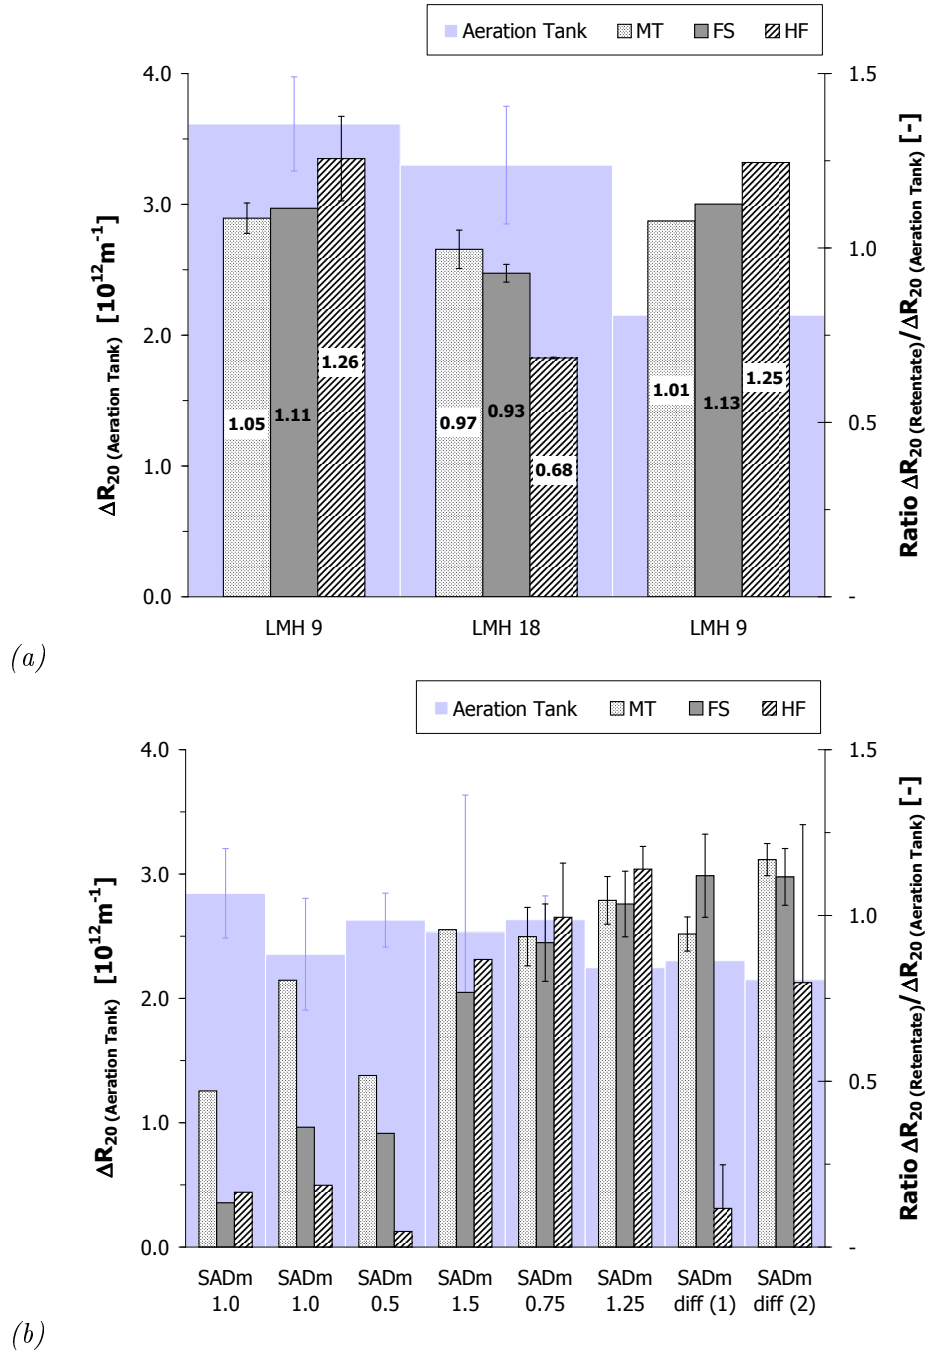 Aeration Tank MT FS HF
4.0
3.0
2.0
1.0
0.0
1.5
1.0
0.5
-
ΔR20 (Aeration Tank) [10^12 m^-1]
Ratio ΔR20 (Retentate)/ΔR20 (Aeration Tank) [-]
1.05 1.11 1.26
0.97 0.93 0.68
1.01 1.13 1.25
LMH 9 LMH 18 LMH 9
(a)
Aeration Tank MT FS HF
4.0
3.0
2.0
1.0
0.0
1.5
1.0
0.5
-
ΔR20 (Aeration Tank) [10^12 m^-1]
Ratio ΔR20 (Retentate)/ΔR20 (Aeration Tank) [-]
SADm SADm SADm SADm SADm SADm SADm SADm
1.0 1.0 0.5 1.5 0.75 1.25 diff (1) diff (2)
(b)